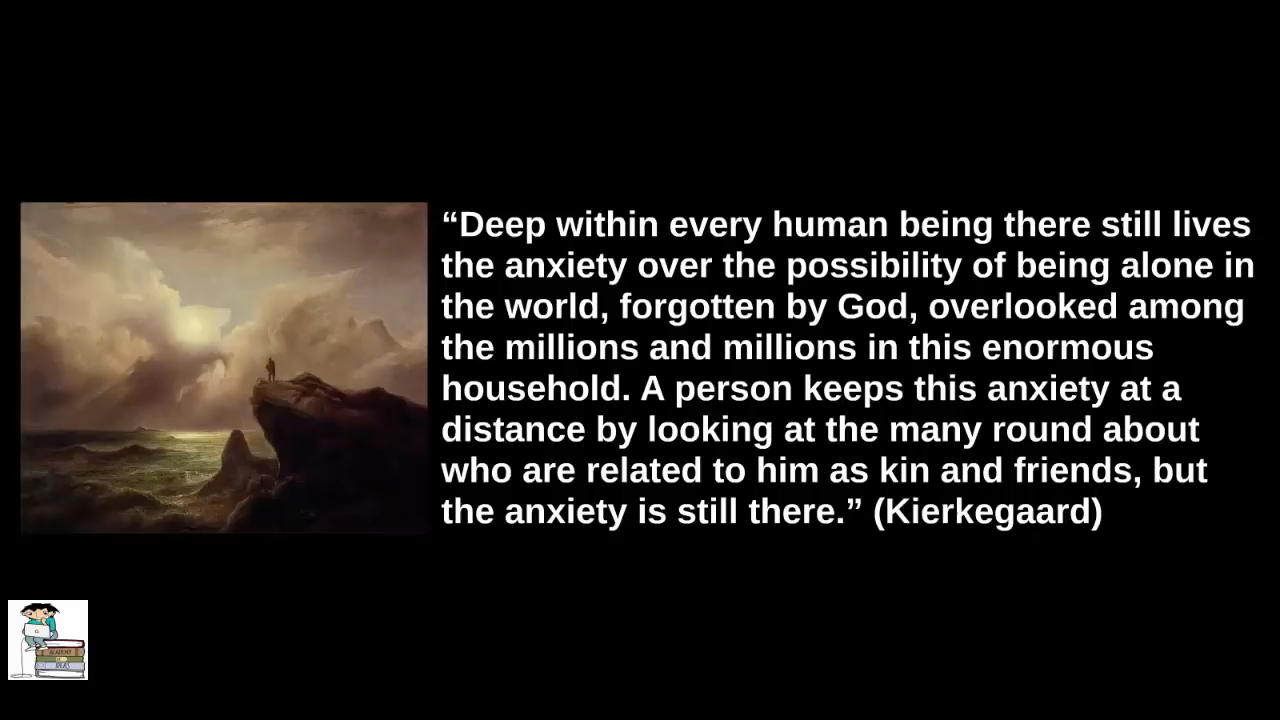 “Deep within every human being there still lives
the anxiety over the possibility of being alone in
the world, forgotten by God, overlooked among
the millions and millions in this enormous
household. A person keeps this anxiety at a
distance by looking at the many round about
who are related to him as kin and friends, but
the anxiety is still there.” (Kierkegaard)
ACADEMY
OF
IDEAS